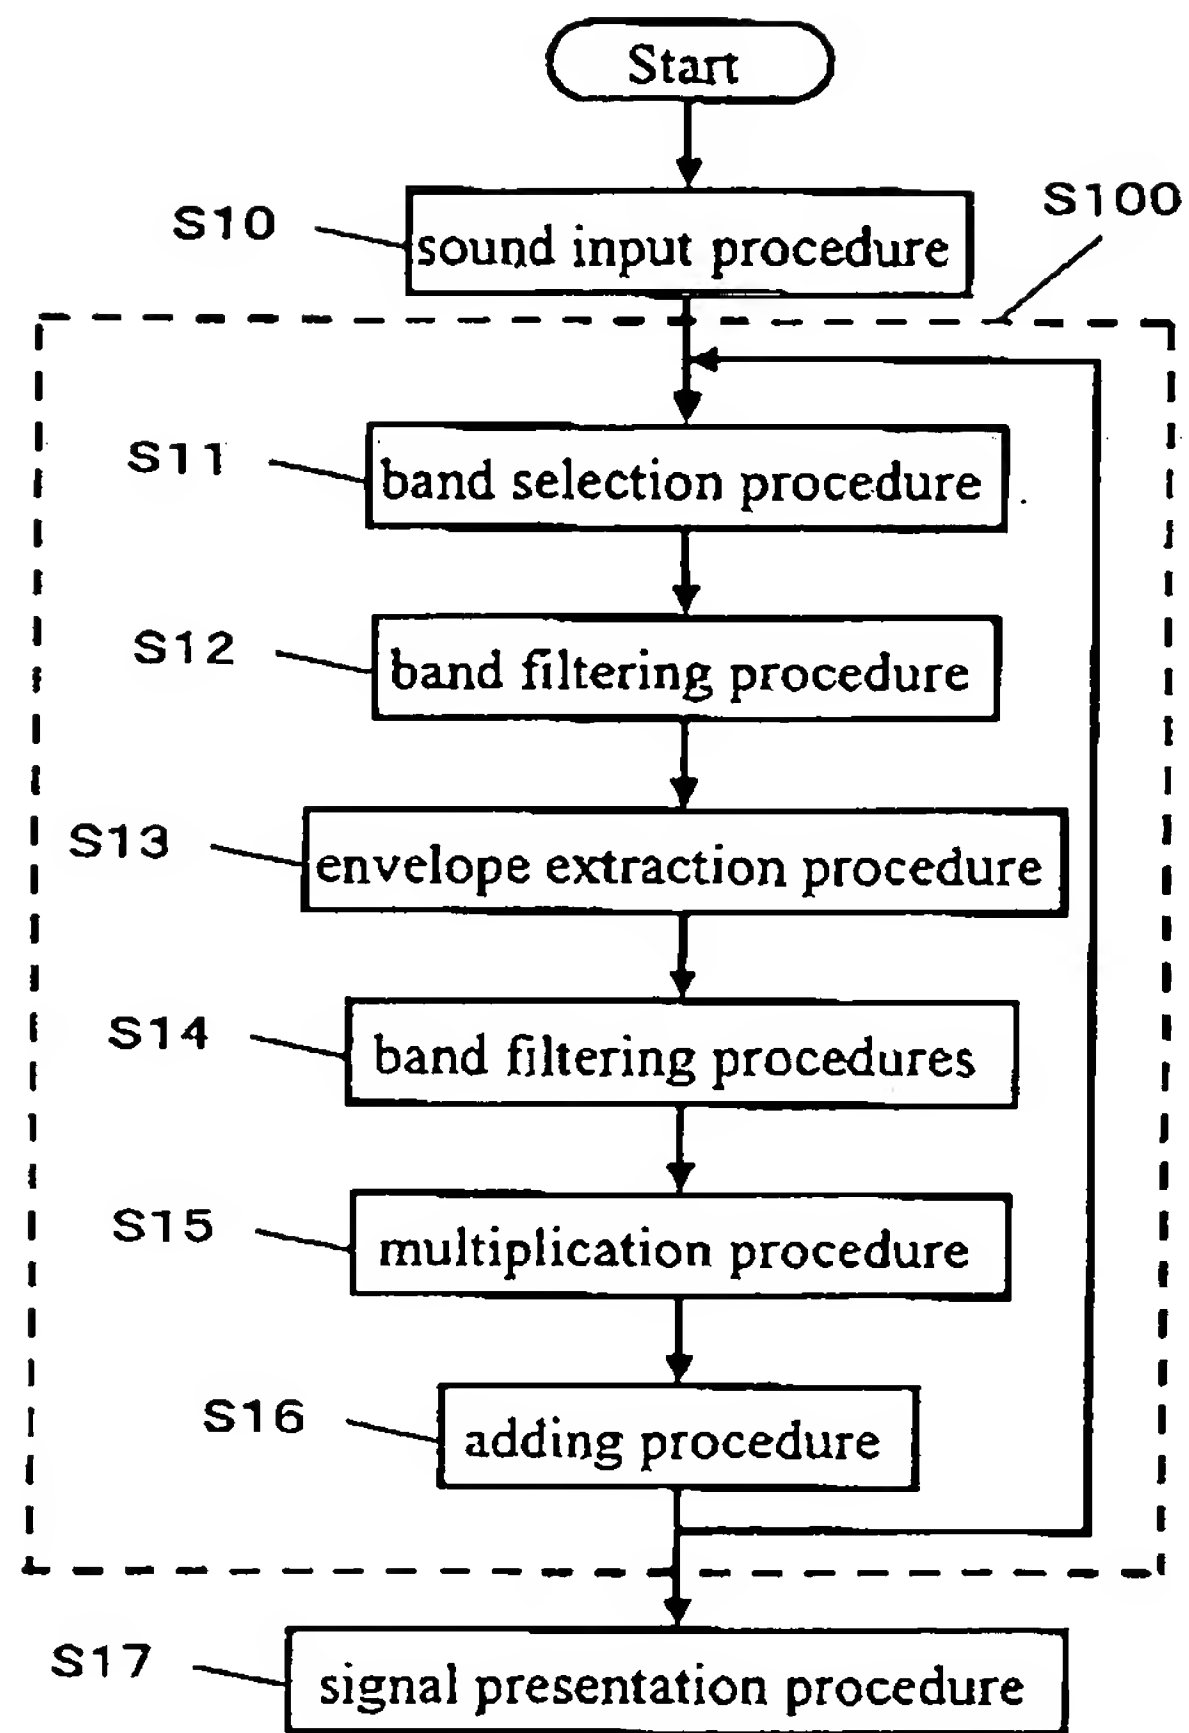 Start
S10
sound input procedure
S100
S11
band selection procedure
S12
band filtering procedure
S13
envelope extraction procedure
S14
band filtering procedures
S15
multiplication procedure
S16
adding procedure
S17
signal presentation procedure